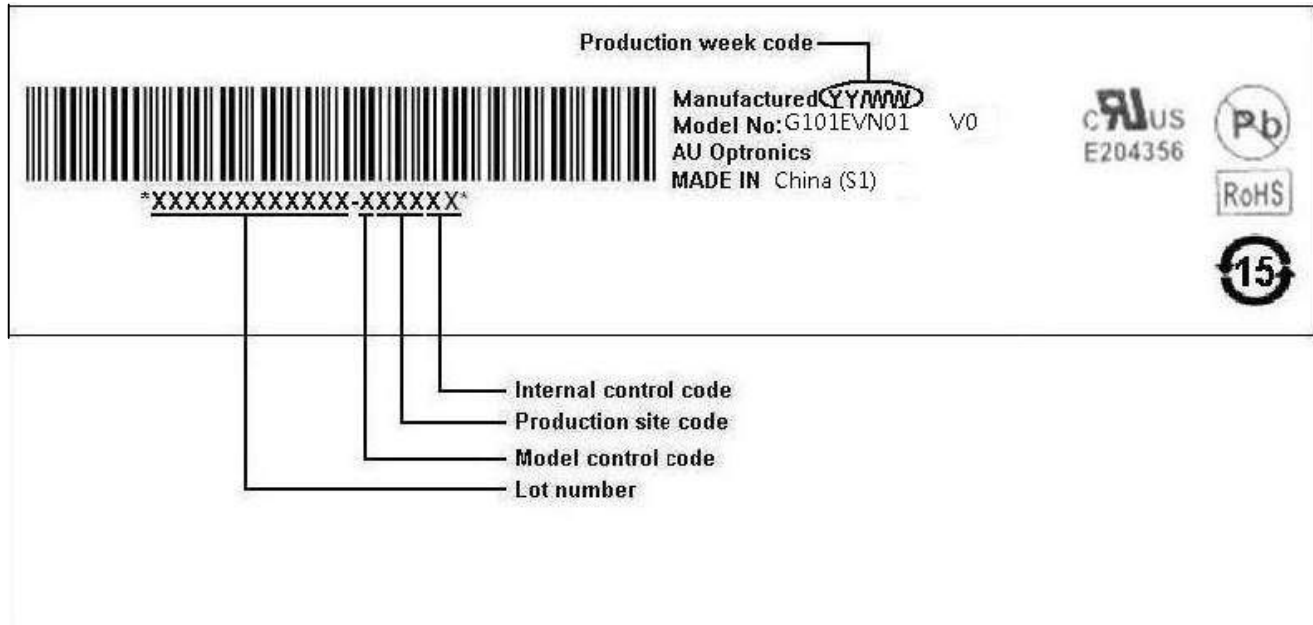 Production week code
Manufactured YY/WW
Model No: G101EVN01 V0
AU Optronics
MADE IN China (S1)
*XXXXXXXXXXXX-XXXXXX*
C RU US
E204356
Pb
RoHS
15
Internal control code
Production site code
Model control code
Lot number